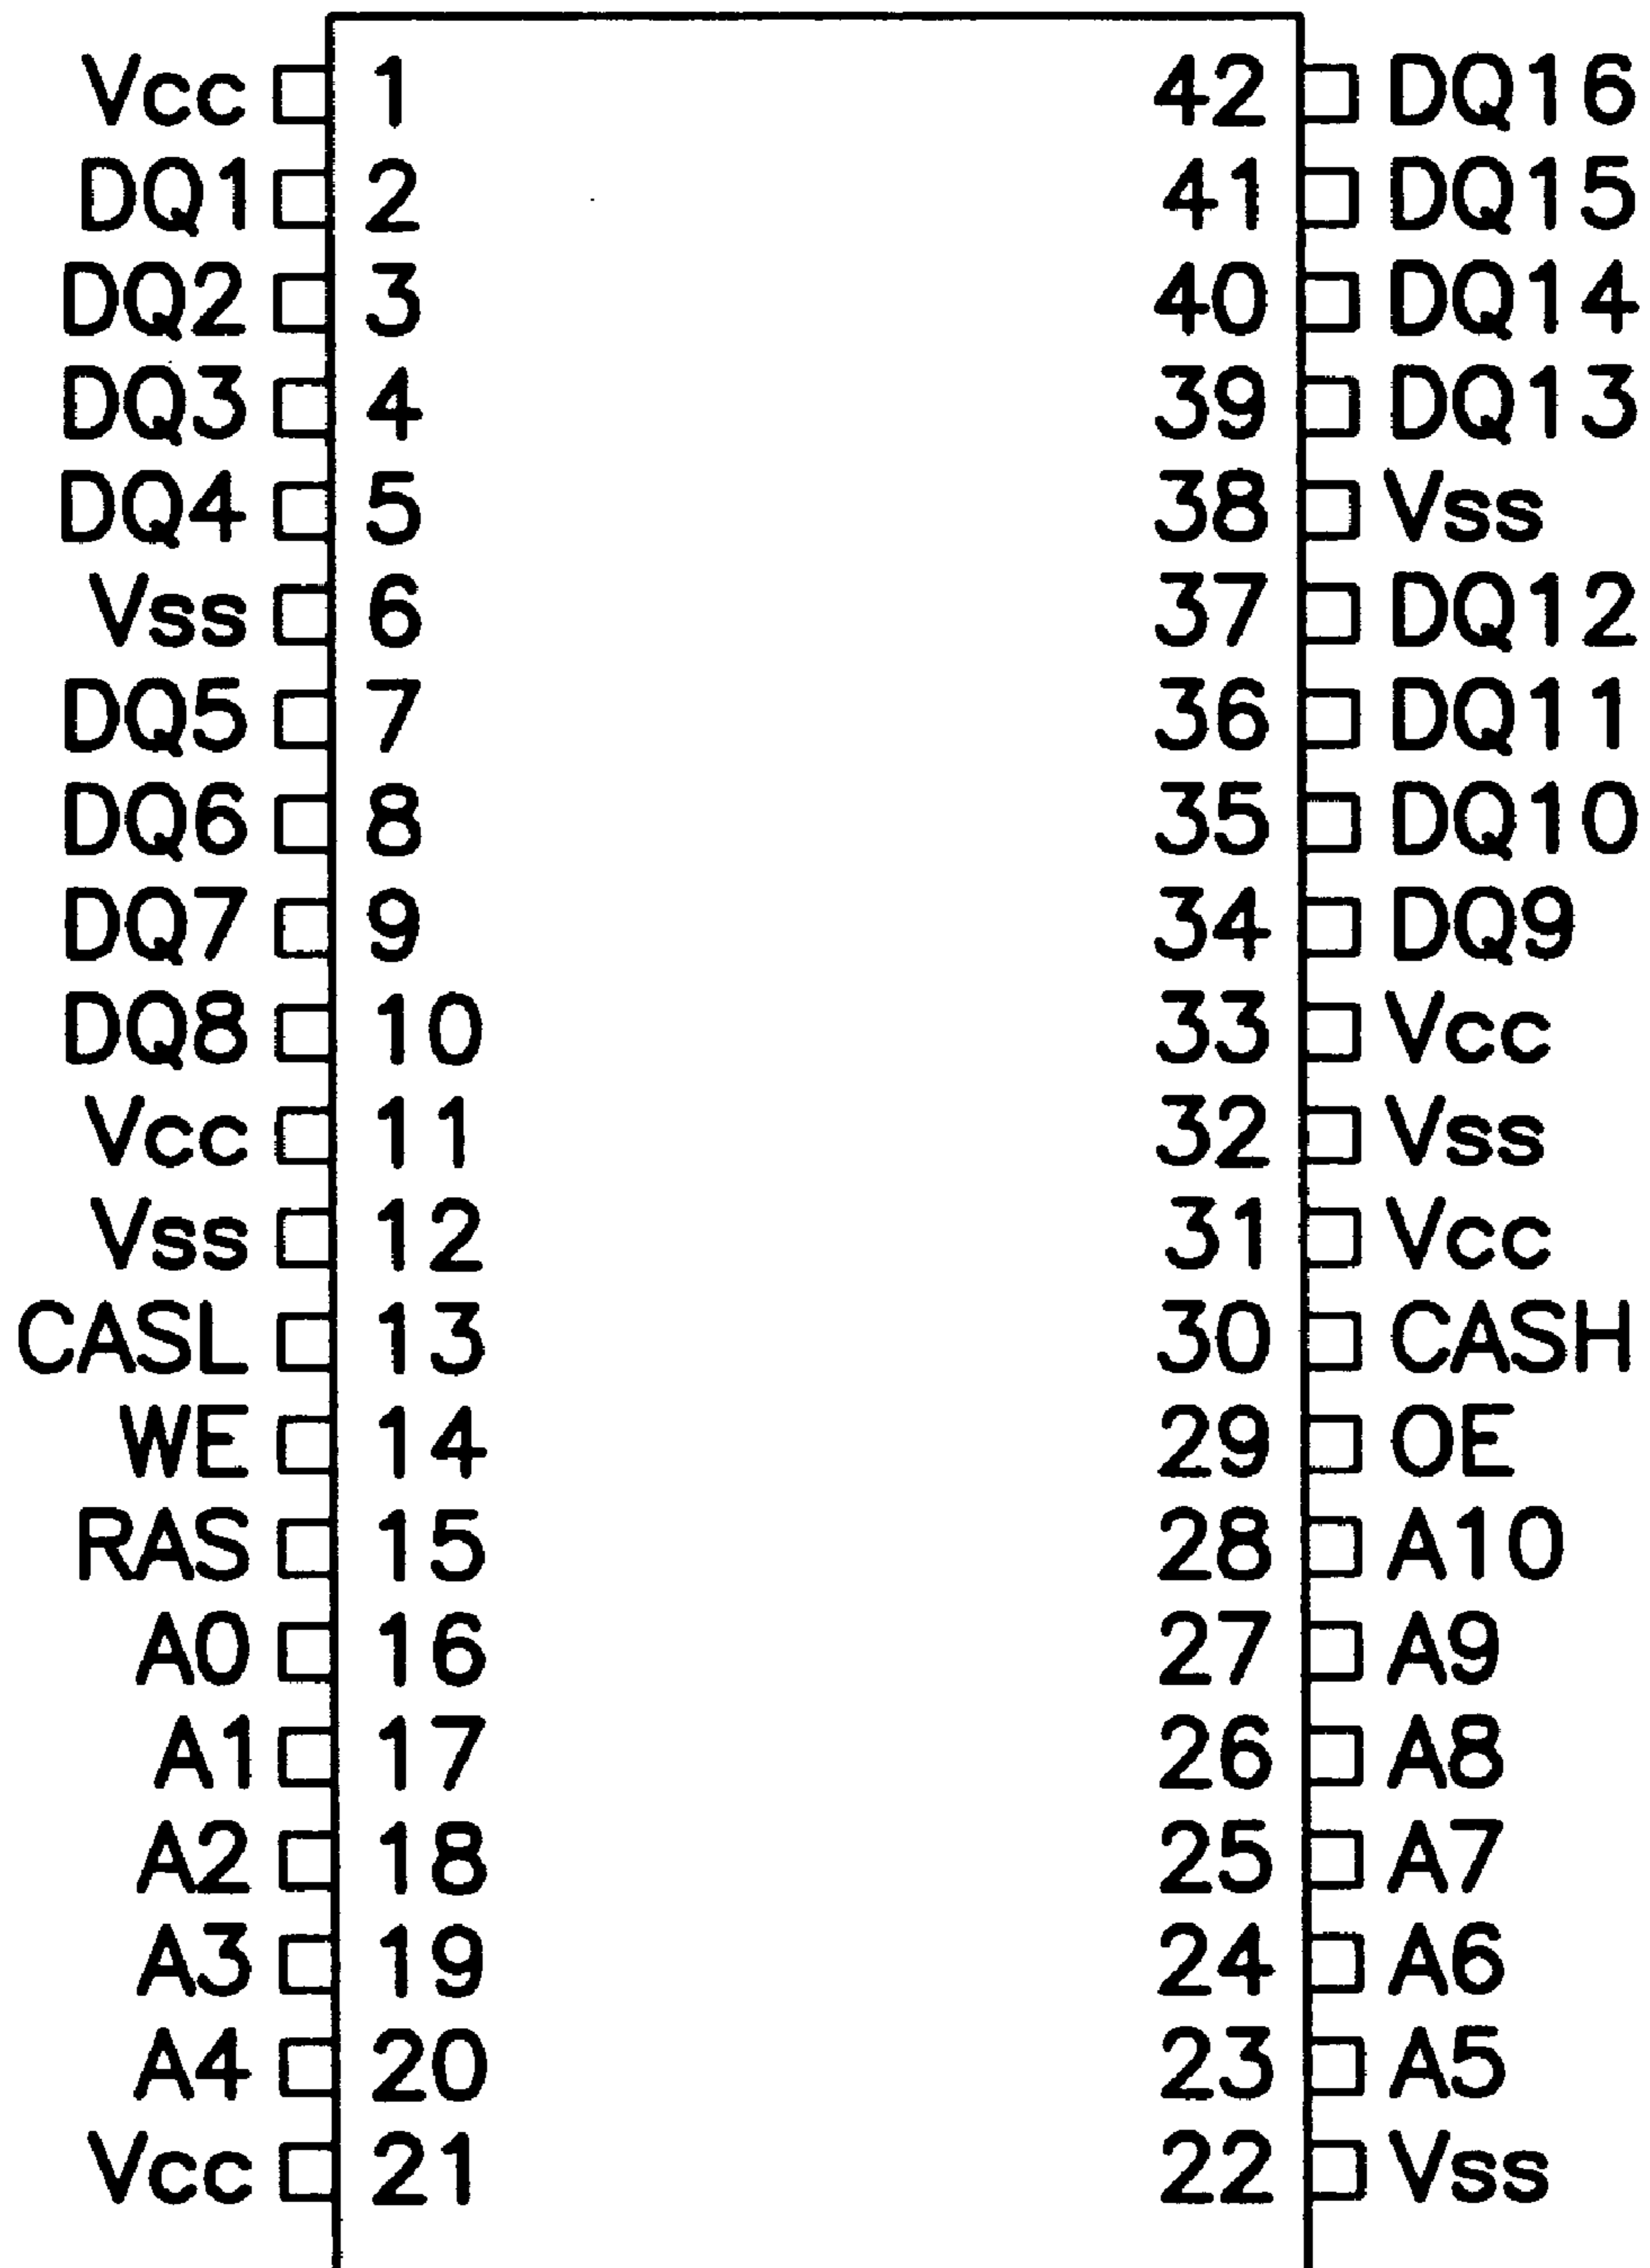 Vcc 1 42 DQ16
DQ1 2 41 DQ15
DQ2 3 40 DQ14
DQ3 4 39 DQ13
DQ4 5 38 Vss
Vss 6 37 DQ12
DQ5 7 36 DQ11
DQ6 8 35 DQ10
DQ7 9 34 DQ9
DQ8 10 33 Vcc
Vcc 11 32 Vss
Vss 12 31 Vcc
CASL 13 30 CASH
WE 14 29 OE
RAS 15 28 A10
A0 16 27 A9
A1 17 26 A8
A2 18 25 A7
A3 19 24 A6
A4 20 23 A5
Vcc 21 22 Vss